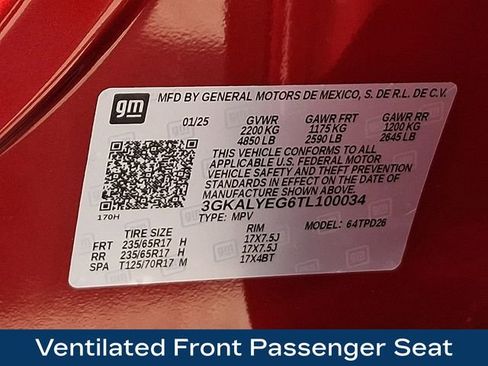 gm
MFD BY GENERAL MOTORS DE MEXICO, S. DE R.L. DE C.V.
01/25 GVWR GAWR FRT GAWR RR
2200 KG 1175 KG 1200 KG
4850 LB 2590 LB 2645 LB
THIS VEHICLE CONFORMS TO ALL
APPLICABLE U.S. FEDERAL MOTOR
VEHICLE SAFETY AND THEFT PREVENTION
STANDARDS IN EFFECT ON THE DATE OF
MANUFACTURE SHOWN ABOVE.
3GKALYEG6TL100034
170H TYPE: MPV MODEL: 64TPD26
TIRE SIZE RIM
FRT 235/65R17 H 17X7.5J
RR 235/65R17 H 17X7.5J
SPA T125/70R17 M 17X4BT
Ventilated Front Passenger Seat